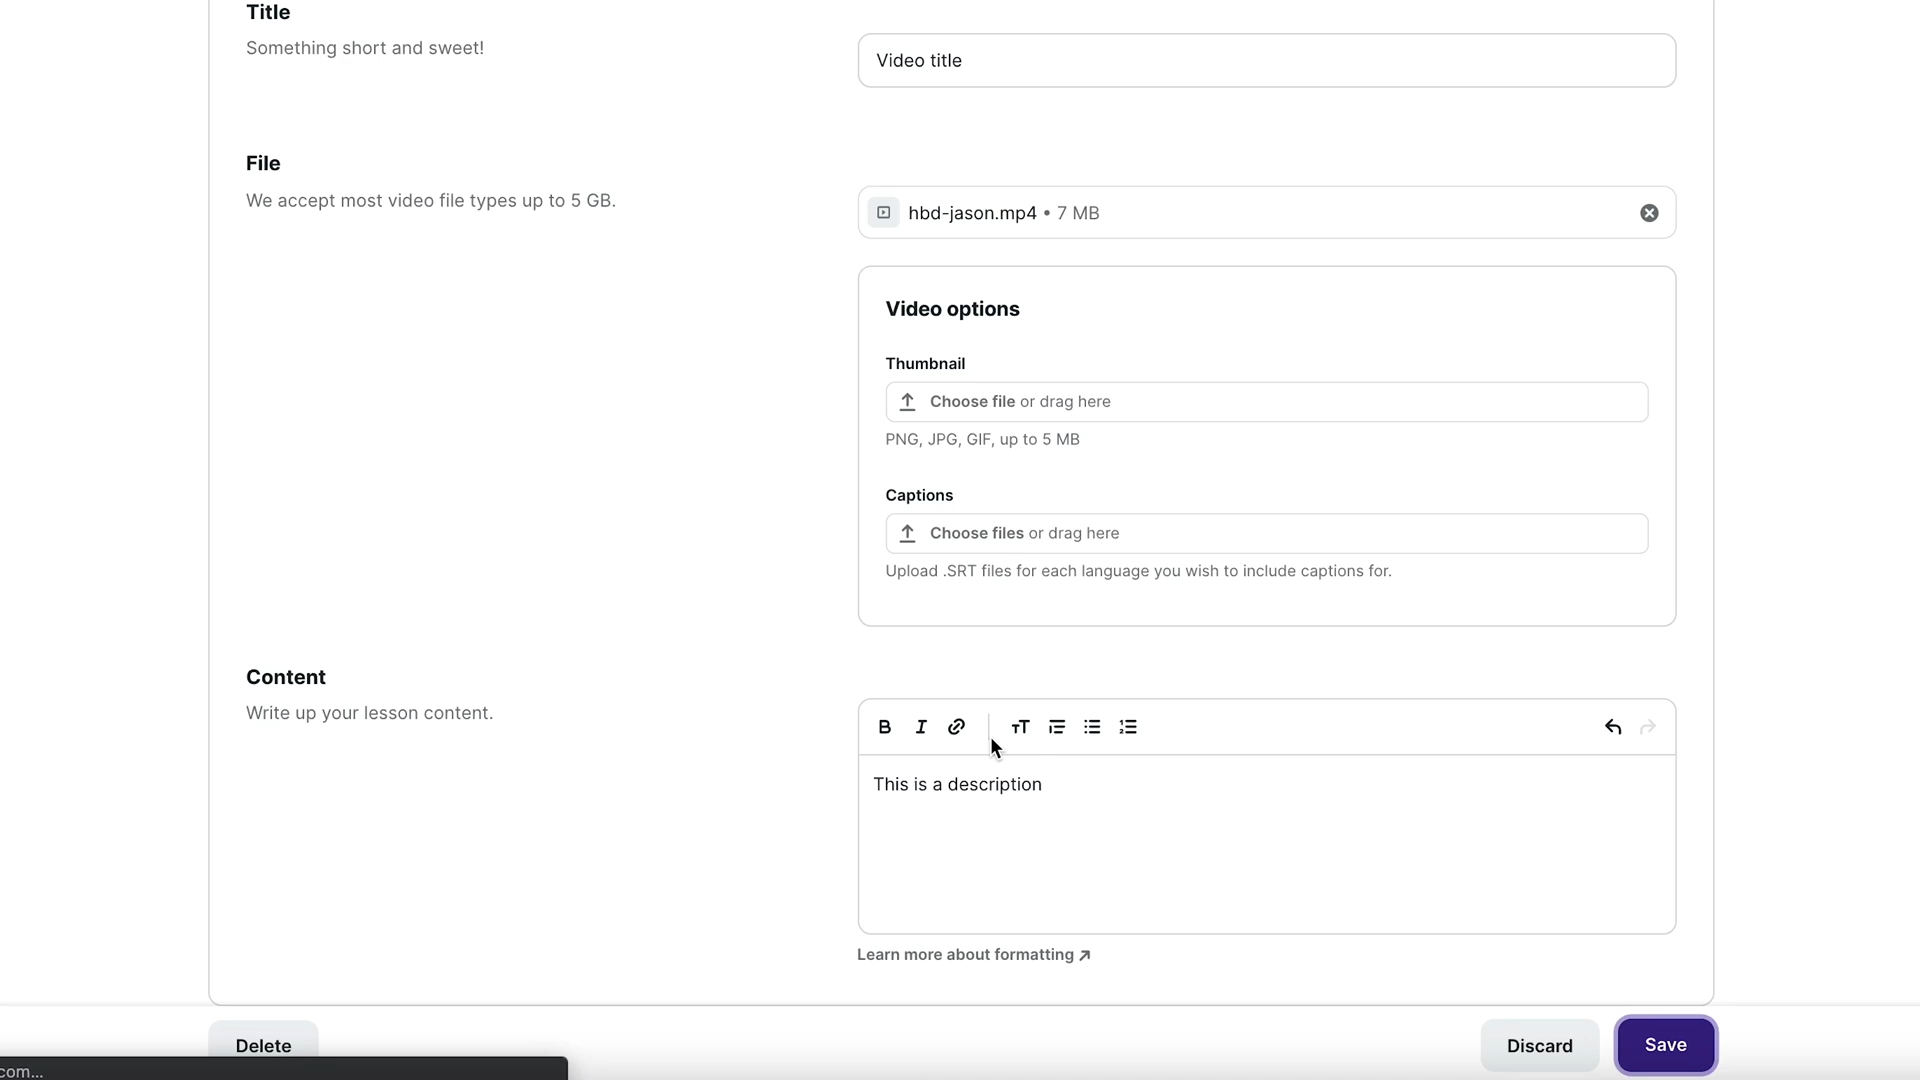 Title
Something short and sweet!
Video title
File
We accept most video file types up to 5 GB.
hbd-jason.mp4 • 7 MB
Video options
Thumbnail
Choose file or drag here
PNG, JPG, GIF, up to 5 MB
Captions
Choose files or drag here
Upload .SRT files for each language you wish to include captions for.
Content
Write up your lesson content.
B I TT
This is a description
Learn more about formatting ↗
Delete
Discard
Save
com...